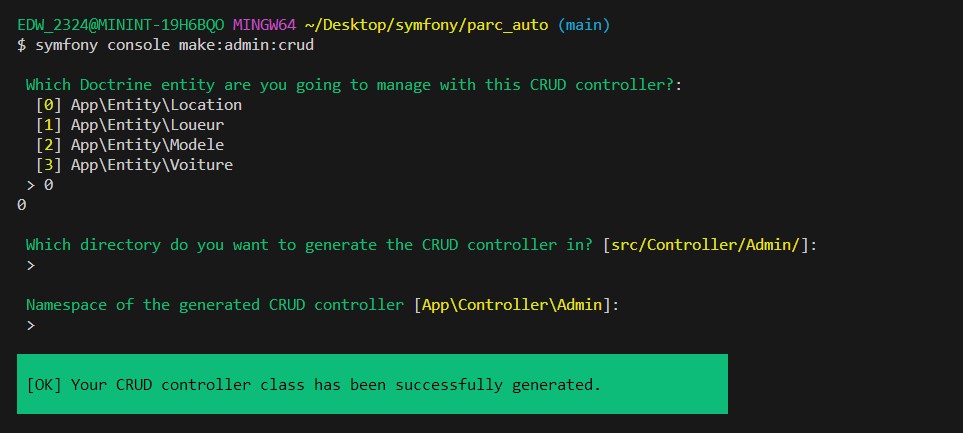 EDW_2324@MININT-19H6BQO MINGW64 ~/Desktop/symfony/parc_auto (main)
$ symfony console make:admin:crud
Which Doctrine entity are you going to manage with this CRUD controller?:
[0] App\Entity\Location
[1] App\Entity\Loueur
[2] App\Entity\Modele
[3] App\Entity\Voiture
> 0
0
Which directory do you want to generate the CRUD controller in? [src/Controller/Admin/]:
>
Namespace of the generated CRUD controller [App\Controller\Admin]:
>
[OK] Your CRUD controller class has been successfully generated.